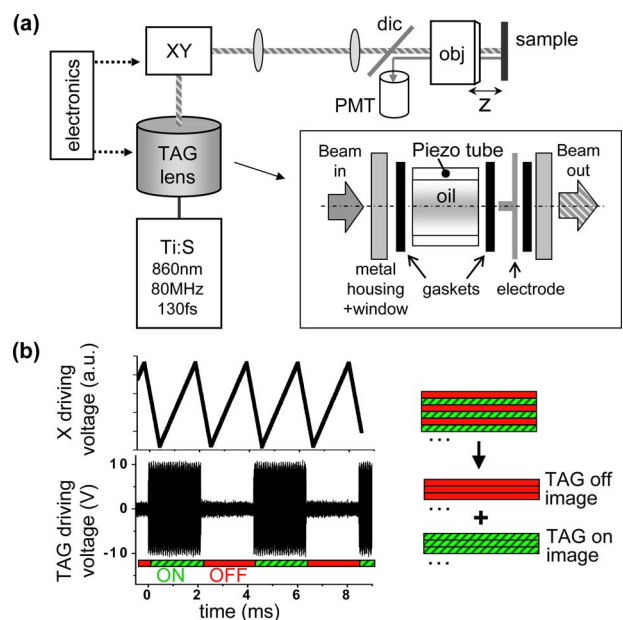 (a)
electronics
XY
dic
obj
sample
PMT
Z
TAG
lens
Ti:S
860nm
80MHz
130fs
Beam
in
Piezo tube
oil
Beam
out
metal
housing
+window
gaskets
electrode
(b)
X driving
voltage (a.u.)
TAG driving
voltage (V)
10
0
-10
ON OFF
0 2 4 6 8
time (ms)
...
TAG off
image
...
+
TAG on
image
...